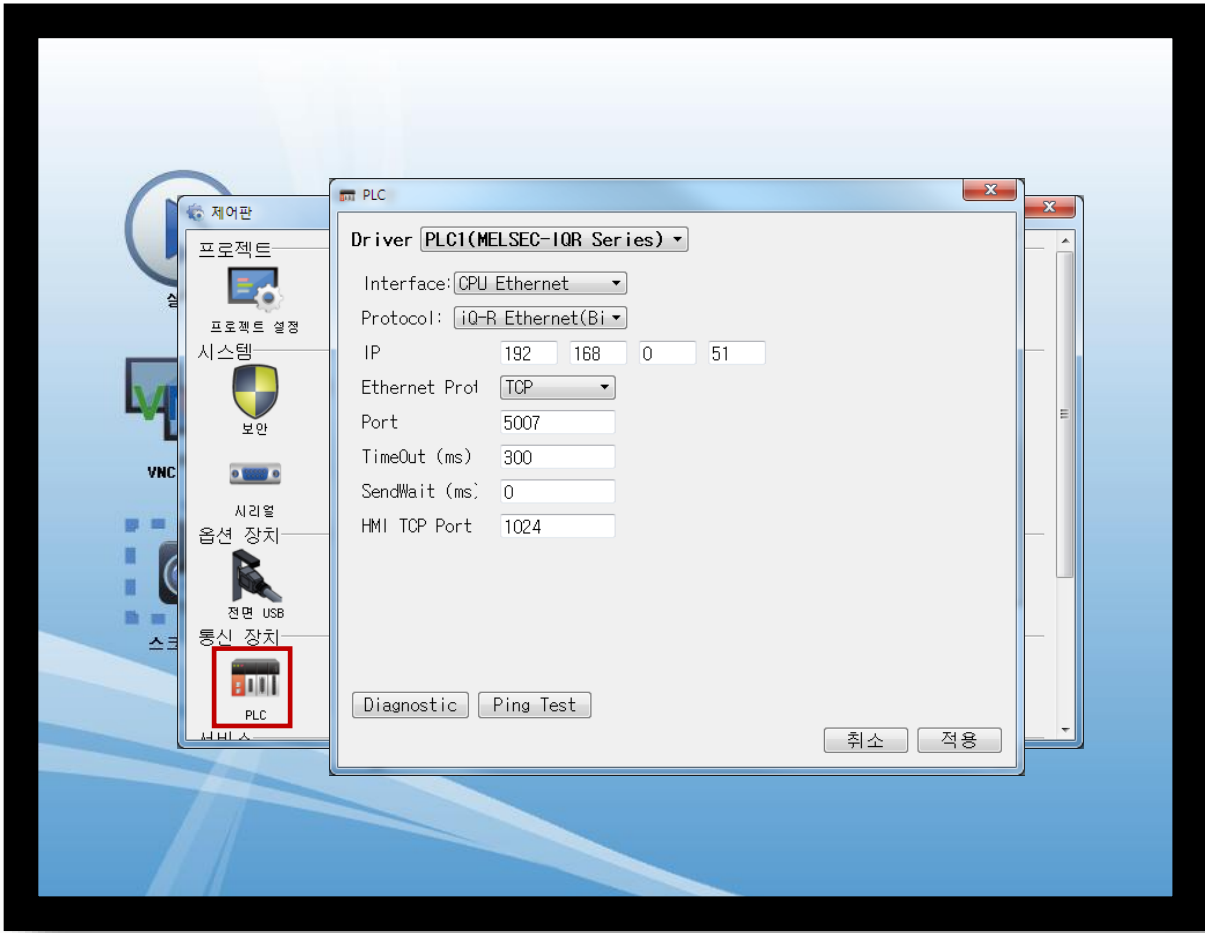 PLC
제어판
Driver PLC1(MELSEC-IQR Series)
프로젝트
Interface: CPU Ethernet
프로젝트 설정
Protocol: iQ-R Ethernet(Bi
시스템
IP 192 168 0 51
보안
Ethernet Prot TCP
Port 5007
VNC
TimeOut (ms) 300
시리얼
SendWait (ms) 0
옵션 장치
HMI TCP Port 1024
전면 USB
통신 장치
PLC
Diagnostic Ping Test
서비스
취소 적용